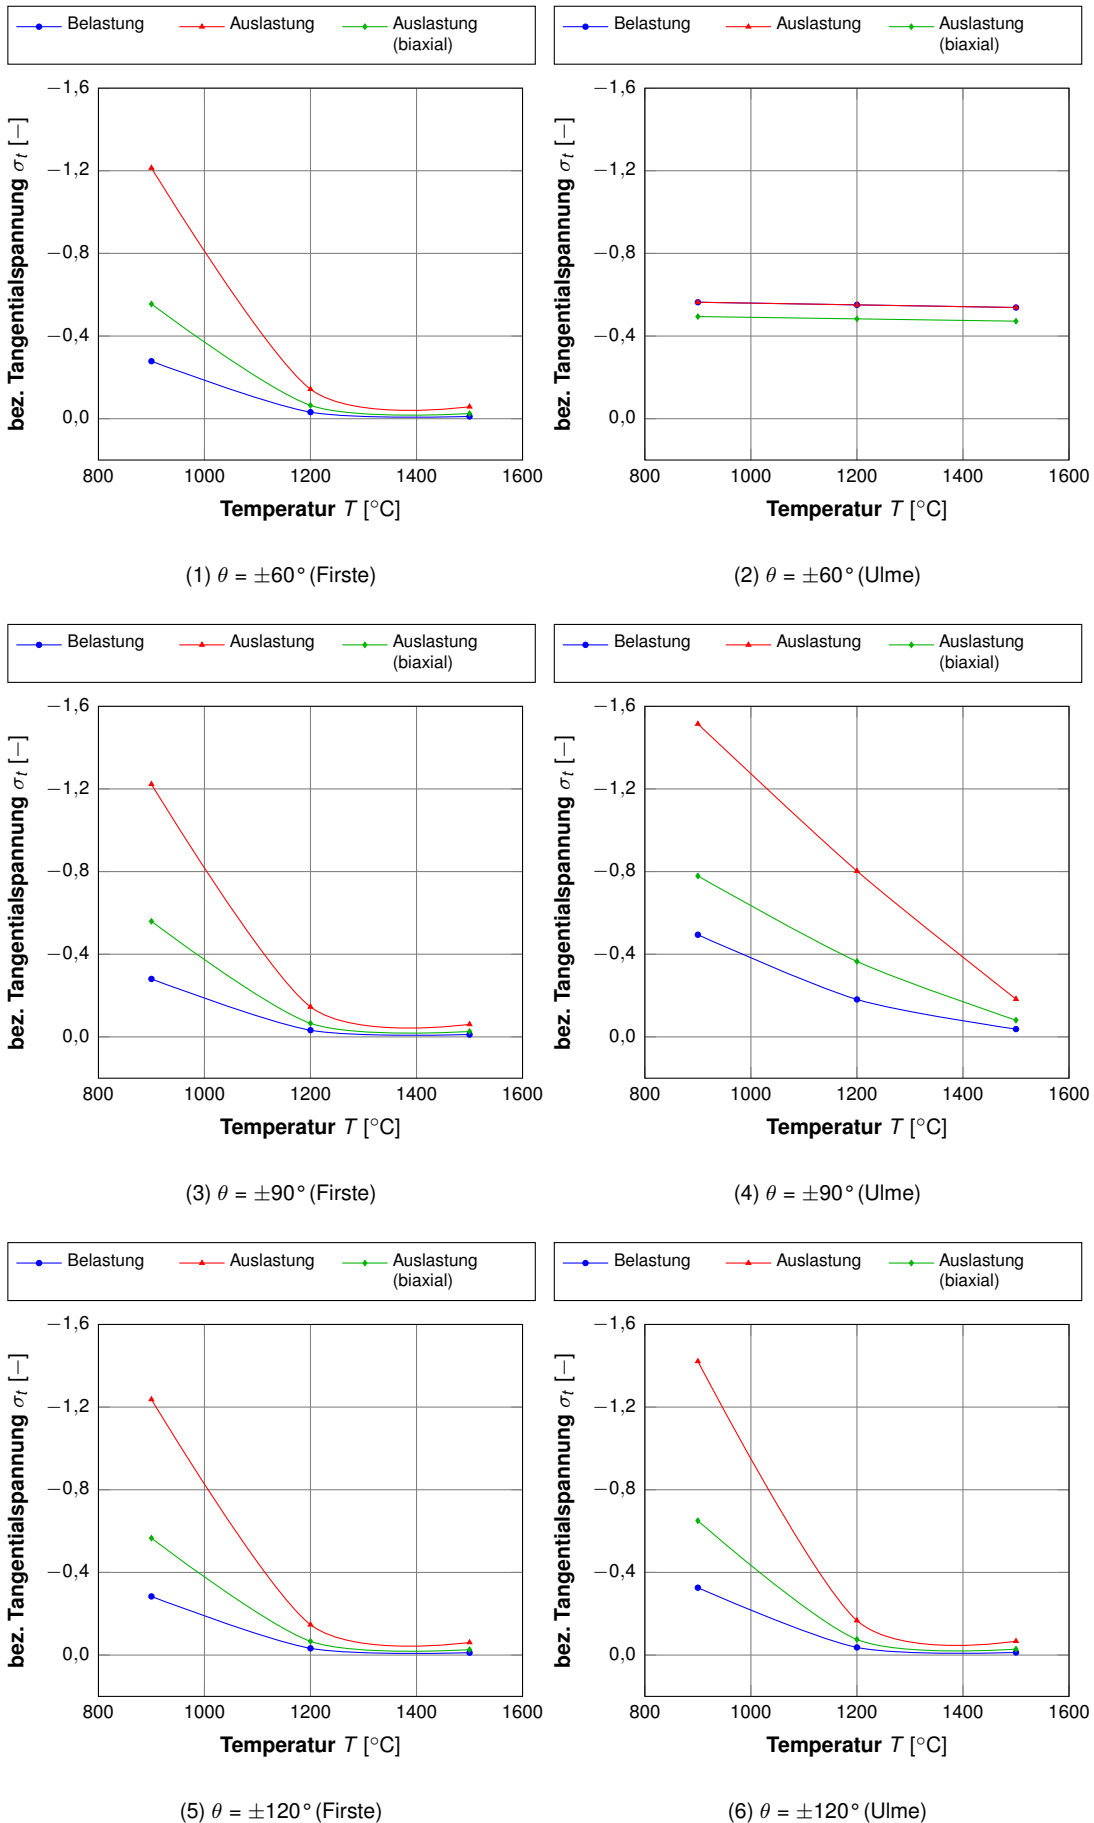 Belastung Auslastung Auslastung
(biaxial)
−1,6
−1,2
−0,8
−0,4
0,0
800 1000 1200 1400 1600
bez. Tangentialspannung σt [−]
Temperatur T [°C]
(1) θ = ±60° (Firste)
Belastung Auslastung Auslastung
(biaxial)
−1,6
−1,2
−0,8
−0,4
0,0
800 1000 1200 1400 1600
bez. Tangentialspannung σt [−]
Temperatur T [°C]
(2) θ = ±60° (Ulme)
Belastung Auslastung Auslastung
(biaxial)
−1,6
−1,2
−0,8
−0,4
0,0
800 1000 1200 1400 1600
bez. Tangentialspannung σt [−]
Temperatur T [°C]
(3) θ = ±90° (Firste)
Belastung Auslastung Auslastung
(biaxial)
−1,6
−1,2
−0,8
−0,4
0,0
800 1000 1200 1400 1600
bez. Tangentialspannung σt [−]
Temperatur T [°C]
(4) θ = ±90° (Ulme)
Belastung Auslastung Auslastung
(biaxial)
−1,6
−1,2
−0,8
−0,4
0,0
800 1000 1200 1400 1600
bez. Tangentialspannung σt [−]
Temperatur T [°C]
(5) θ = ±120° (Firste)
Belastung Auslastung Auslastung
(biaxial)
−1,6
−1,2
−0,8
−0,4
0,0
800 1000 1200 1400 1600
bez. Tangentialspannung σt [−]
Temperatur T [°C]
(6) θ = ±120° (Ulme)